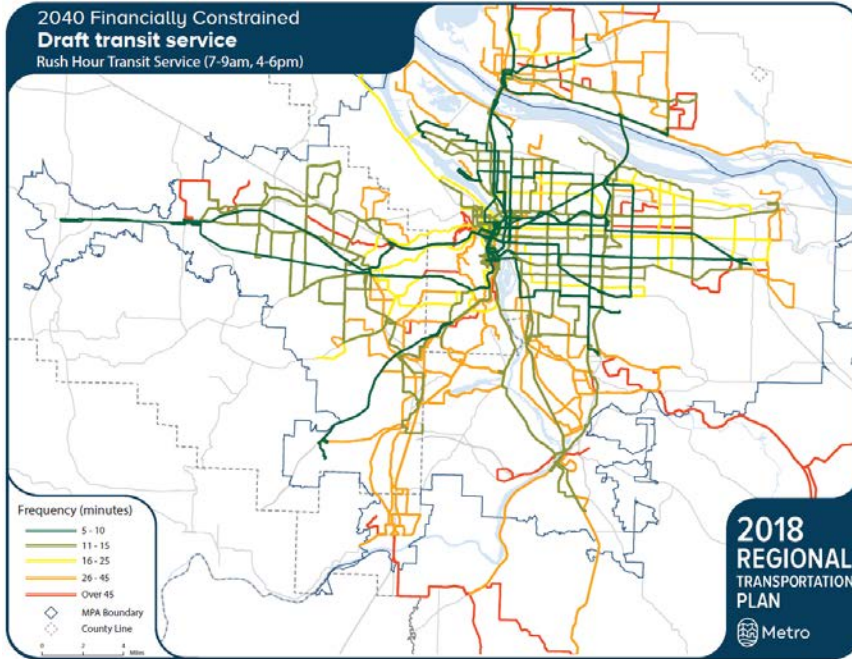 2040 Financially Constrained
Draft transit service
Rush Hour Transit Service (7-9am, 4-6pm)
Frequency (minutes)
5 - 10
11 - 15
16 - 25
26 - 45
Over 45
MPA Boundary
County Line
0 2 4
Miles
2018
REGIONAL
TRANSPORTATION
PLAN
Metro